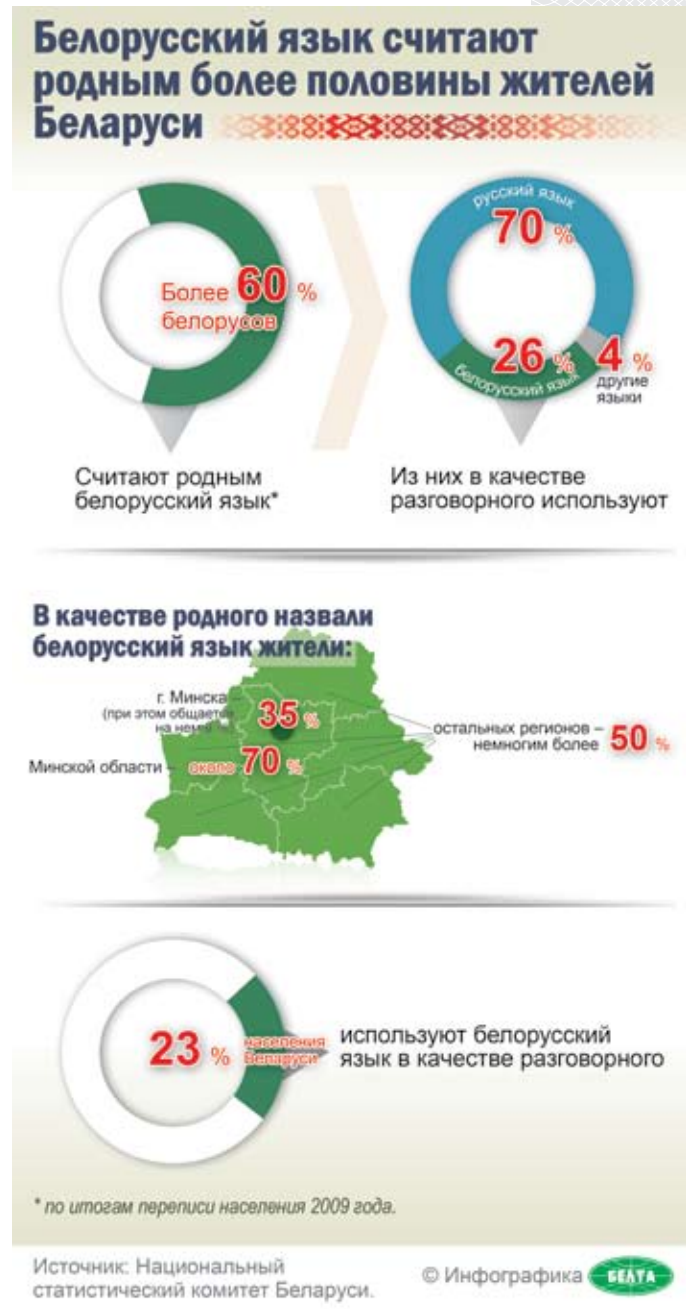 Белорусский язык считают
родным более половины жителей
Беларуси
Более 60 %
белорусов
русский язык
70 %
26 %
белорусский язык
4 %
другие
языки
Считают родным
белорусский язык*
Из них в качестве
разговорного используют
В качестве родного назвали
белорусский язык жители:
г. Минска
(при этом общается
на нем
35 %
Минской области –
около 70 %
остальных регионов –
немногим более 50 %
23 % населения
Беларуси
используют белорусский
язык в качестве разговорного
* по итогам переписи населения 2009 года.
Источник: Национальный
статистический комитет Беларуси.
© Инфографика БЕЛТА